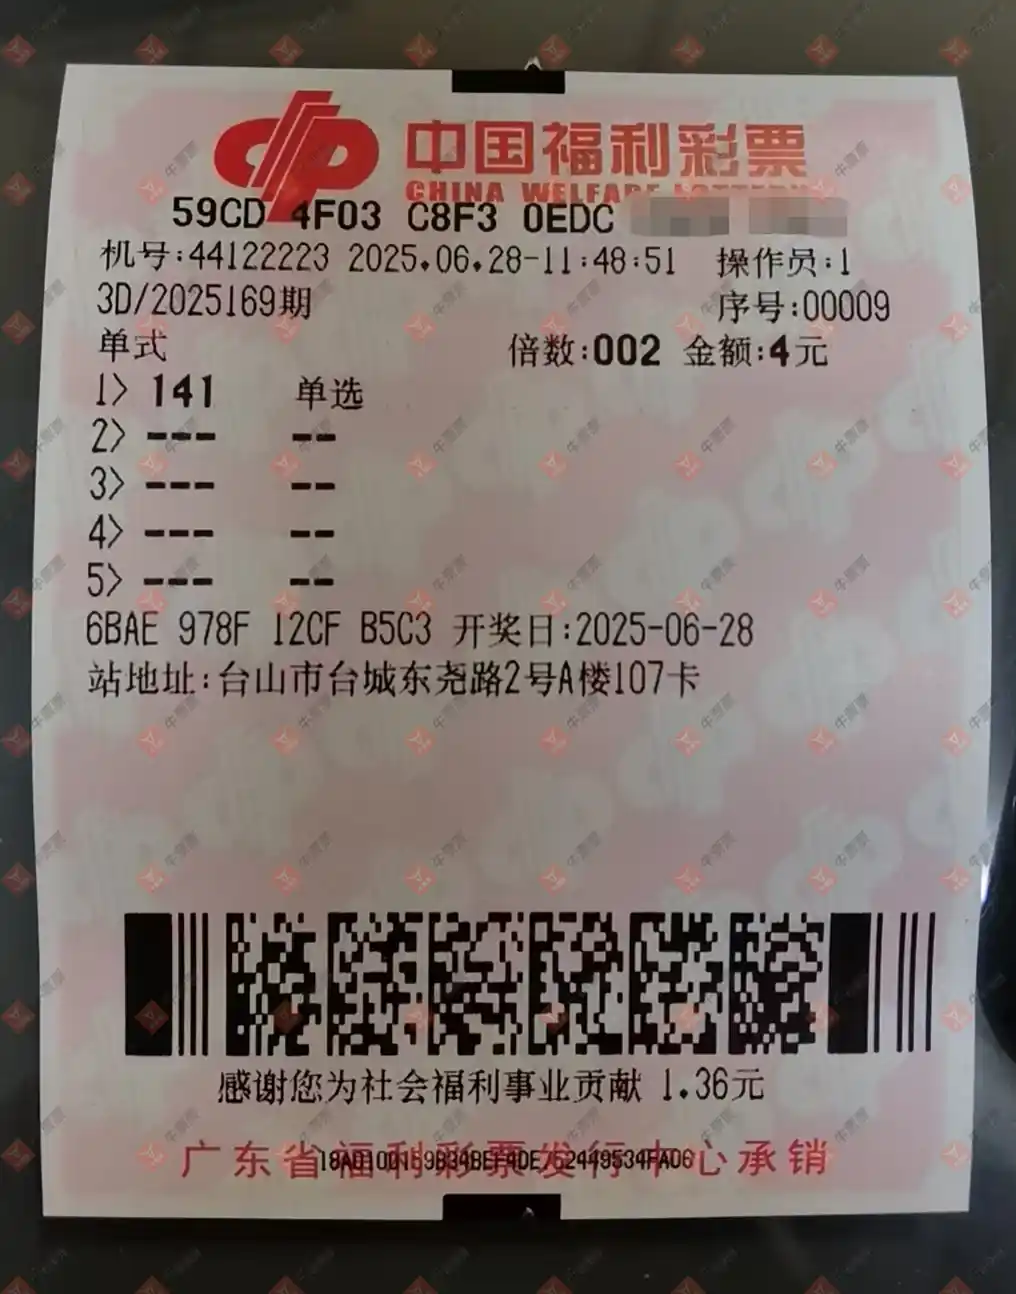 中国福利彩票
CHINA WELFARE LOTTERY
59CD 4F03 C8F3 0EDC
机号:44122223 2025.06.28-11:48:51 操作员:1
3D/2025169期 序号:00009
单式 倍数:002 金额:4元
1> 141 单选
2> --- --
3> --- --
4> --- --
5> --- --
6BAE 978F 12CF B5C3 开奖日:2025-06-28
站地址:台山市台城东尧路2号A楼107卡
感谢您为社会福利事业贡献 1.36元
广东省福利彩票发行中心承销